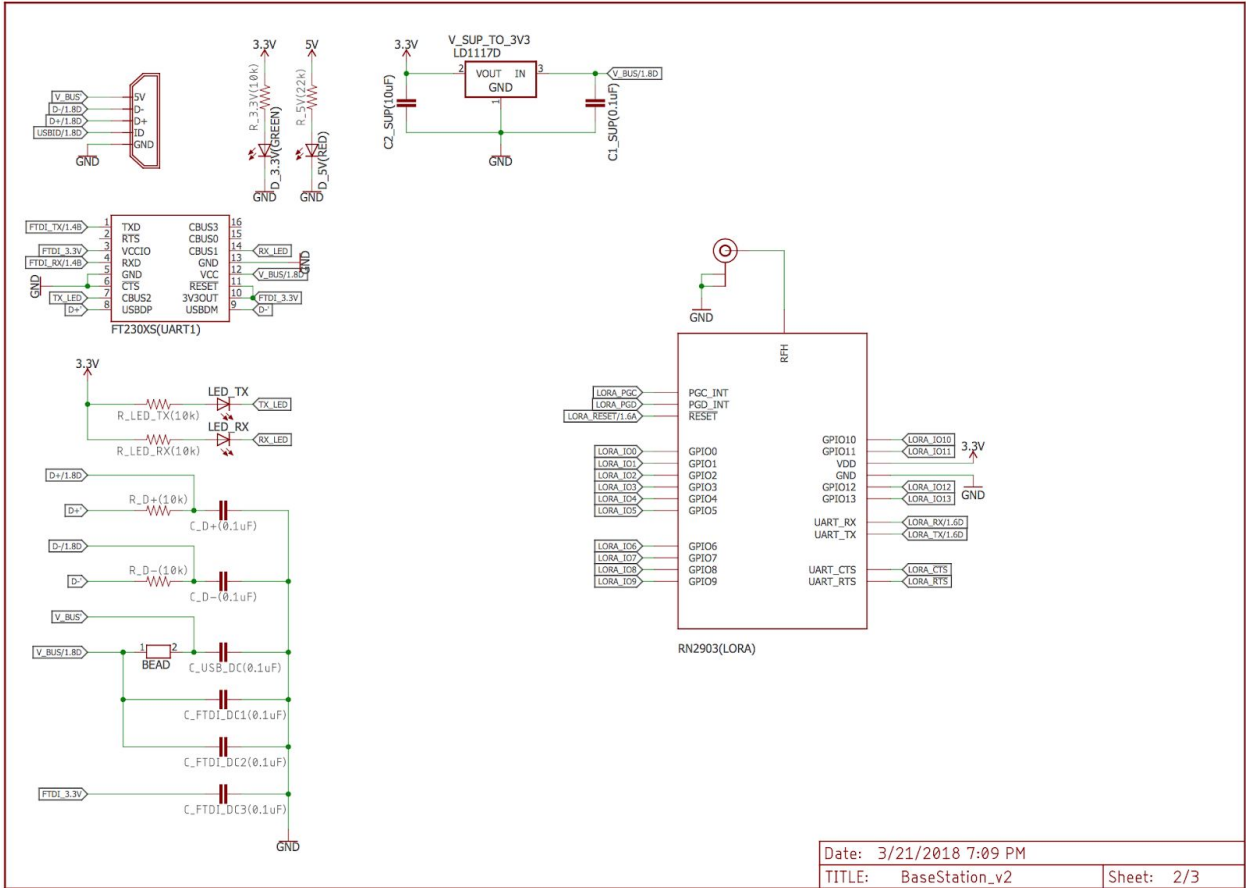 V_BUS'
D-/1.8D
D+/1.8D
USBID/1.8D
GND
5V
D-
D+
ID
GND
3.3V
R_3.3V(10k)
D_3.3V(GREEN)
GND
5V
R_5V(22k)
D_5V(RED)
GND
3.3V
V_SUP_TO_3V3
LD1117D
2
VOUT
IN
3
GND
1
V_BUS/1.8D
C2_SUP(10uF)
C1_SUP(0.1uF)
GND
FTDI_TX/1.4B
FTDI_3.3V
FTDI_RX/1.4B
GND
TX_LED
D+'
1 TXD
2 RTS
3 VCCIO
4 RXD
5 GND
6 CTS
7 CBUS2
8 USBDP
CBUS3 16
CBUS0 15
CBUS1 14
GND 13
VCC 12
RESET 11
3V3OUT 10
USBDM 9
RX_LED
GND
V_BUS/1.8D
FTDI_3.3V
D-'
FT230XS(UART1)
3.3V
LED_TX
TX_LED
R_LED_TX(10k)
LED_RX
RX_LED
R_LED_RX(10k)
D+/1.8D
R_D+(10k)
D+'
C_D+(0.1uF)
D-/1.8D
R_D-(10k)
D-'
C_D-(0.1uF)
V_BUS'
V_BUS/1.8D
1 2
BEAD
C_USB_DC(0.1uF)
C_FTDI_DC1(0.1uF)
C_FTDI_DC2(0.1uF)
FTDI_3.3V
C_FTDI_DC3(0.1uF)
GND
GND
RFH
LORA_PGC
LORA_PGD
LORA_RESET/1.6A
PGC_INT
PGD_INT
RESET
LORA_IO0
LORA_IO1
LORA_IO2
LORA_IO3
LORA_IO4
LORA_IO5
GPIO0
GPIO1
GPIO2
GPIO3
GPIO4
GPIO5
LORA_IO6
LORA_IO7
LORA_IO8
LORA_IO9
GPIO6
GPIO7
GPIO8
GPIO9
GPIO10
GPIO11
VDD
GND
GPIO12
GPIO13
LORA_IO10
LORA_IO11
3.3V
LORA_IO12
LORA_IO13
GND
UART_RX
UART_TX
LORA_RX/1.6D
LORA_TX/1.6D
UART_CTS
UART_RTS
LORA_CTS
LORA_RTS
RN2903(LORA)
Date: 3/21/2018 7:09 PM
TITLE: BaseStation_v2
Sheet: 2/3